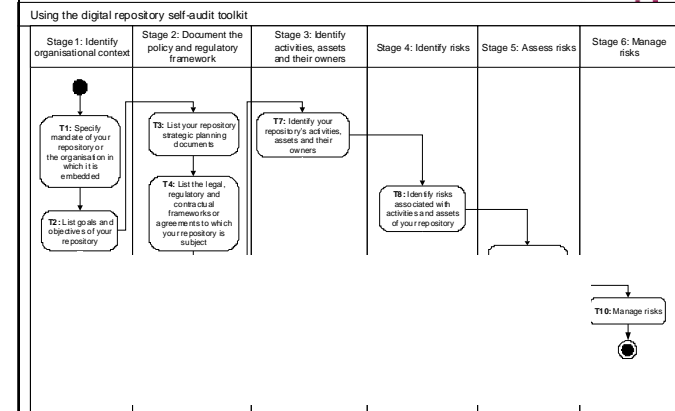 Using the digital repository self-audit toolkit
Stage 1: Identify
organisational context
Stage 2: Document the
policy and regulatory
framework
Stage 3: Identify
activities, assets
and their owners
Stage 4: Identify risks
Stage 5: Assess risks
Stage 6: Manage
risks
T1: Specify
mandate of your
repository or
the organisation in
which it is
embedded
T2: List goals and
objectives of your
repository
T3: List your repository
strategic planning
documents
T4: List the legal,
regulatory and
contractual
frameworks or
agreements to which
your repository is
subject
T7: Identify your
repository's activities,
assets and their
owners
T8: Identify risks
associated with
activities and assets
of your repository
T10: Manage risks